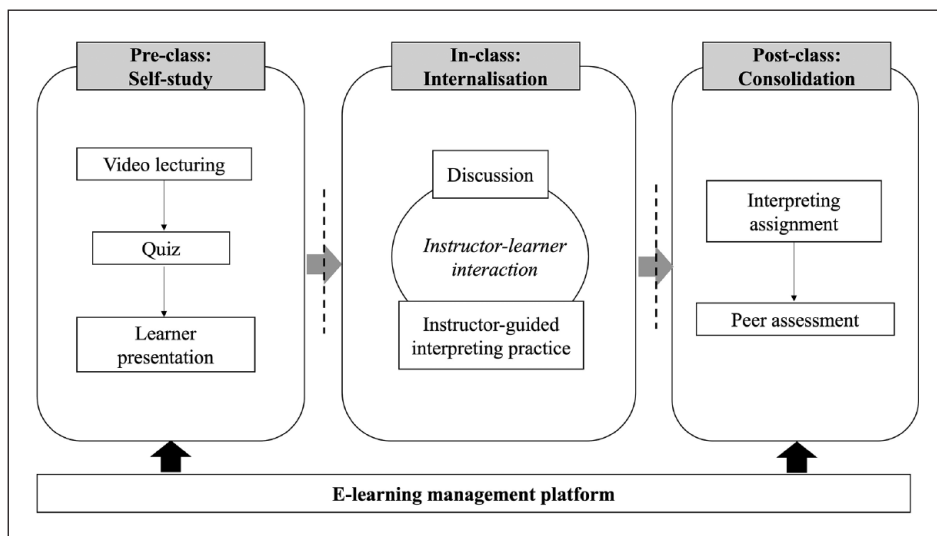 Pre-class:
Self-study
Video lecturing
Quiz
Learner
presentation
In-class:
Internalisation
Discussion
Instructor-learner
interaction
Instructor-guided
interpreting practice
Post-class:
Consolidation
Interpreting
assignment
Peer assessment
E-learning management platform